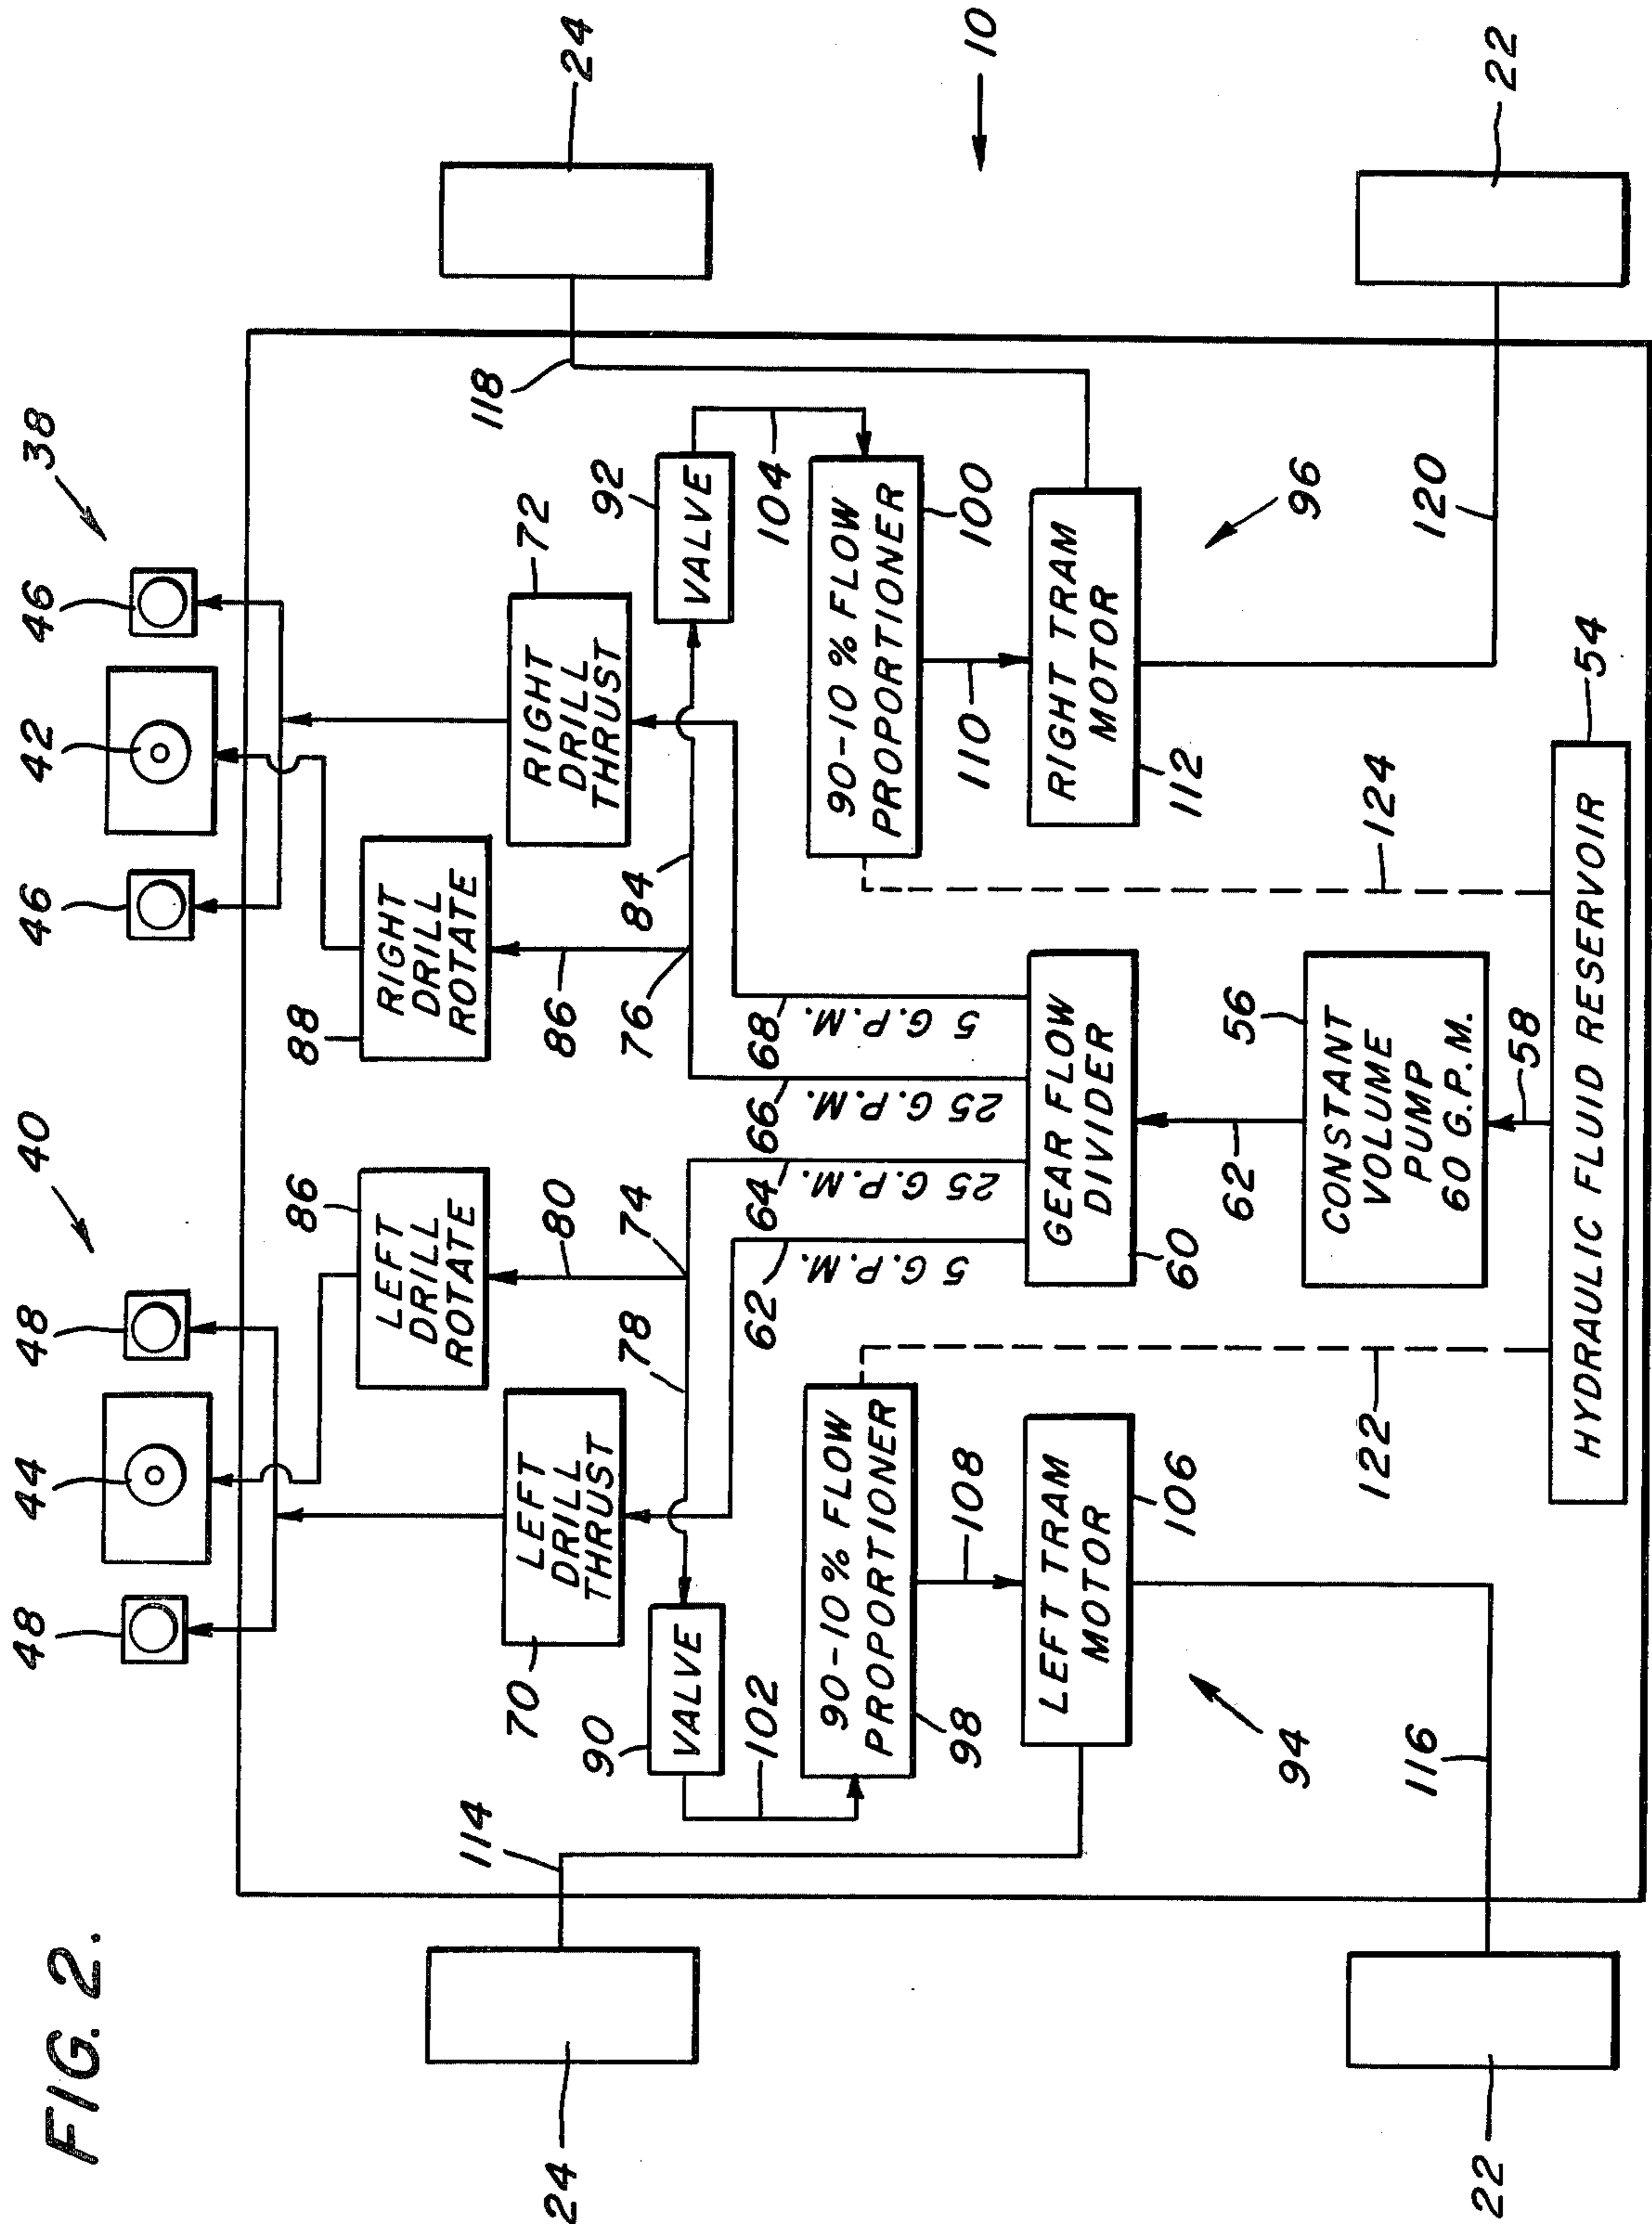 FIG. 2.
40
38
48
44
48
46
42
46
24
114
118
24
86
LEFT
DRILL
ROTATE
88
RIGHT
DRILL
ROTATE
70
LEFT
DRILL
THRUST
72
RIGHT
DRILL
THRUST
80
86
90
VALVE
78
74
76
84
92
VALVE
102
62
64
66
68
104
5 G.P.M.
25 G.P.M.
25 G.P.M.
5 G.P.M.
90-10% FLOW
PROPORTIONER
98
90-10% FLOW
PROPORTIONER
100
10
108
110
LEFT TRAM
MOTOR
106
GEAR FLOW
DIVIDER
60
RIGHT TRAM
MOTOR
112
94
96
62
56
CONSTANT
VOLUME
PUMP
60 G.P.M.
116
122
124
120
58
54
HYDRAULIC FLUID RESERVOIR
22
22